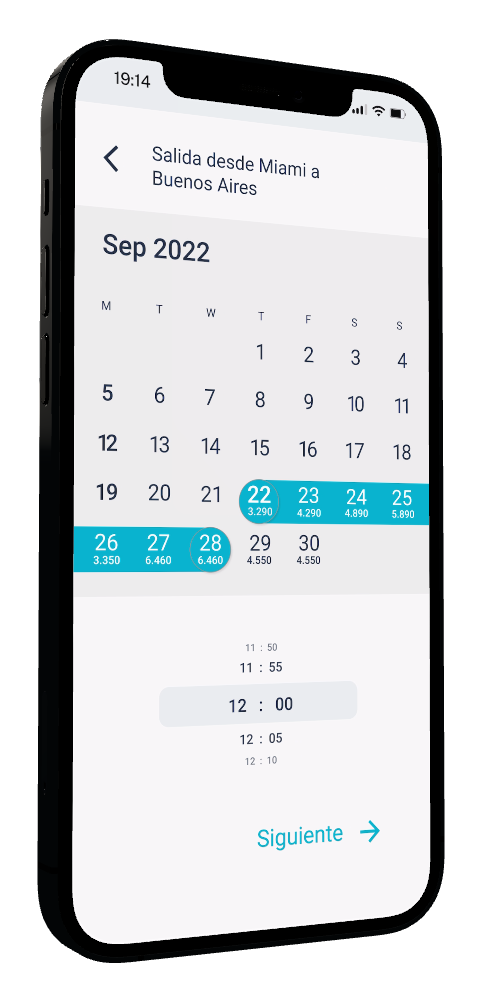 19:14
Salida desde Miami a
Buenos Aires
Sep 2022
M T W T F S S
1 2 3 4
5 6 7 8 9 10 11
12 13 14 15 16 17 18
19 20 21 22 23 24 25
3.290 4.290 4.890 5.890
26 27 28 29 30
3.350 6.460 6.460 4.550 4.550
11 : 50
11 : 55
12 : 00
12 : 05
12 : 10
Siguiente